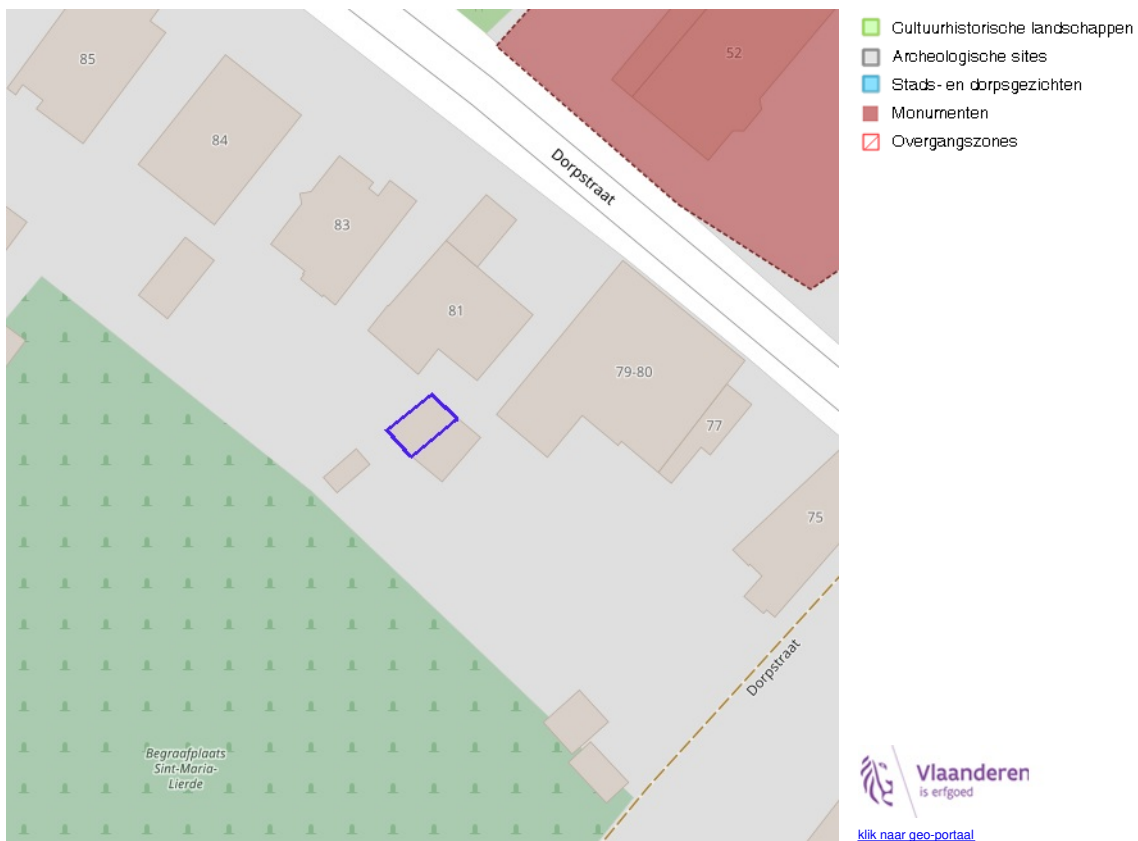 85
52
84
Dorpstraat
83
81
79-80
77
75
Dorpstraat
Begraafplaats
Sint-Maria-
Lierde
Cultuurhistorische landschappen
Archeologische sites
Stads- en dorpsgezichten
Monumenten
Overgangszones
Vlaanderen
is erfgoed
klik naar geo-portaal